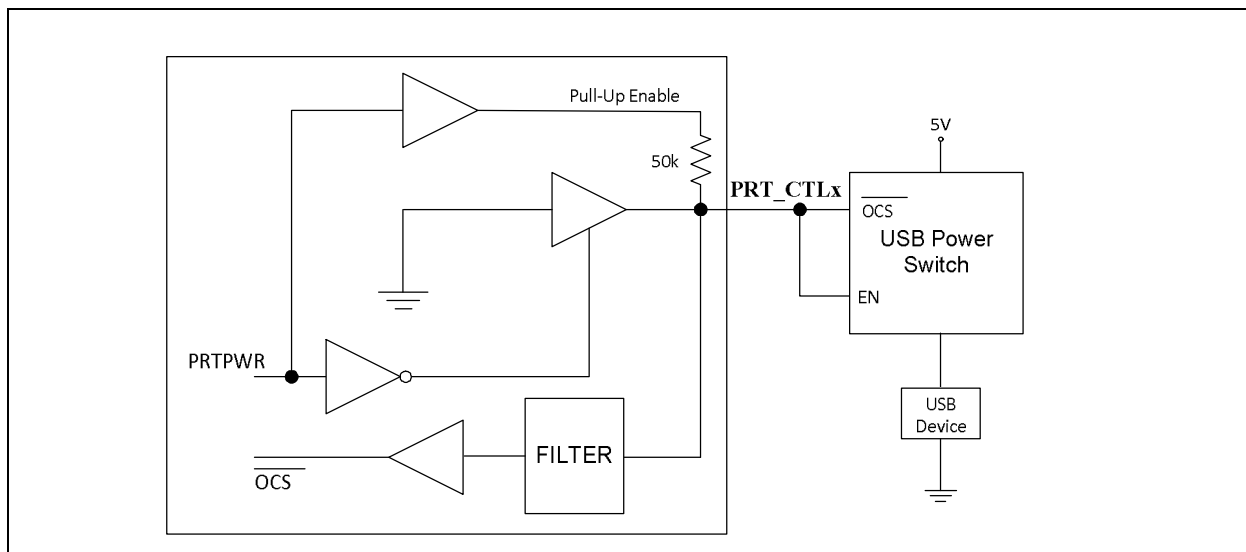 Pull-Up Enable
50k
5V
PRT_CTLx
OCS
USB Power
Switch
EN
PRTPWR
FILTER
OCS
USB
Device